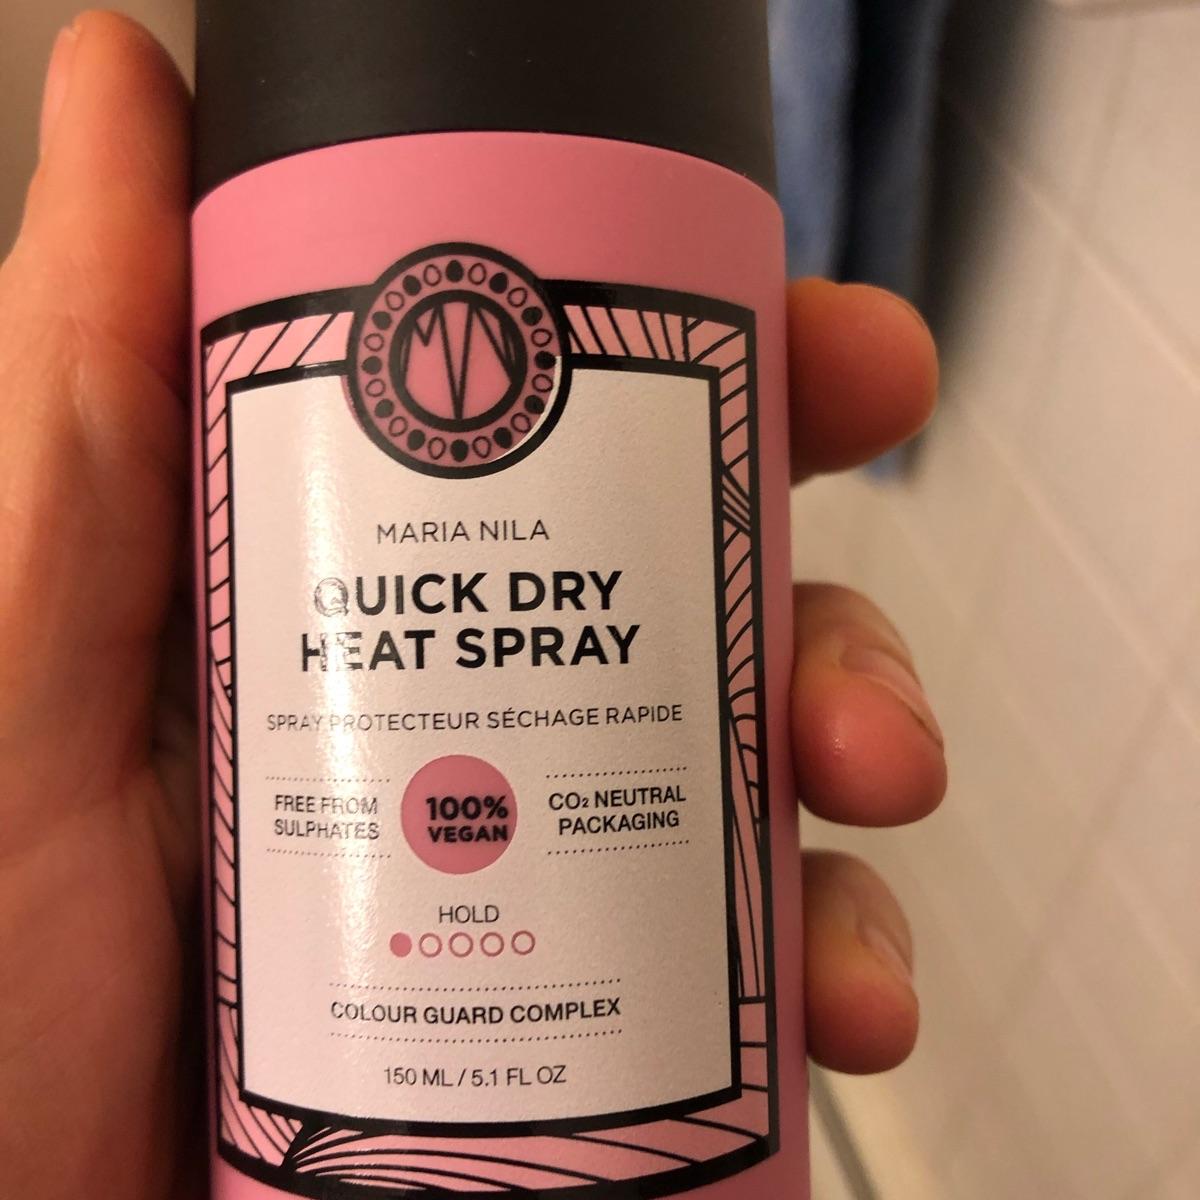 MARIA NILA
QUICK DRY
HEAT SPRAY
SPRAY PROTECTEUR SÉCHAGE RAPIDE
FREE FROM
SULPHATES
100%
VEGAN
CO₂ NEUTRAL
PACKAGING
HOLD
COLOUR GUARD COMPLEX
150 ML / 5.1 FL OZ